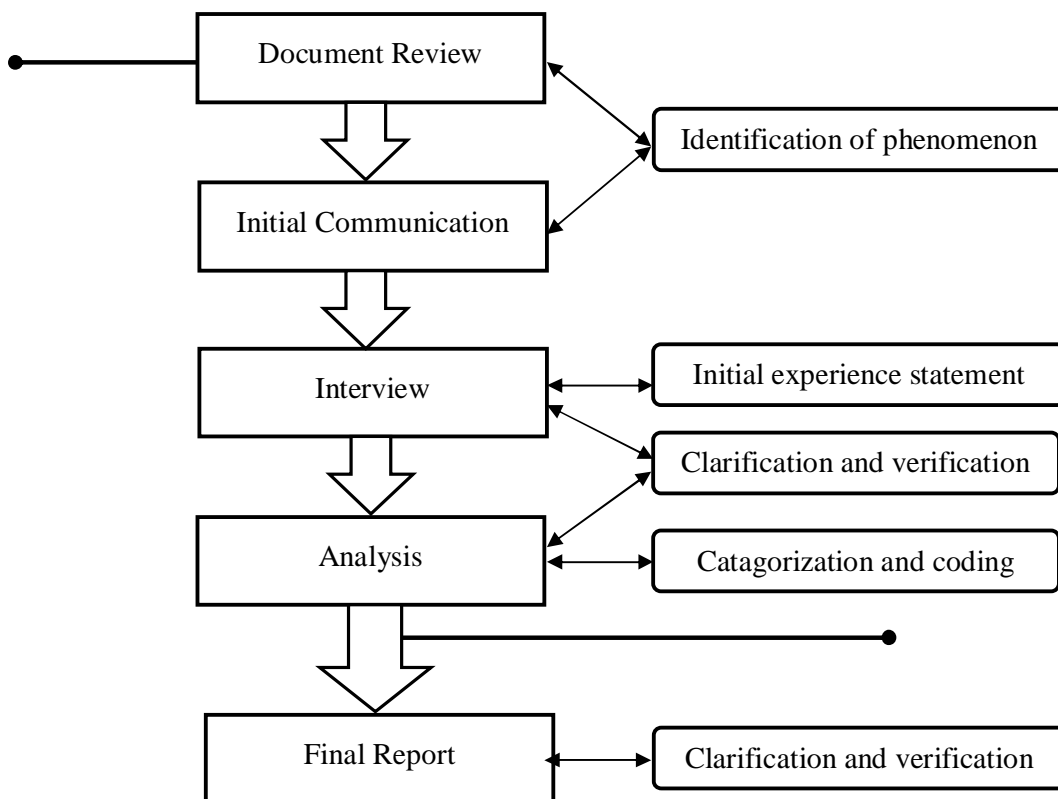 Document Review
Identification of phenomenon
Initial Communication
Interview
Initial experience statement
Clarification and verification
Analysis
Catagorization and coding
Final Report
Clarification and verification